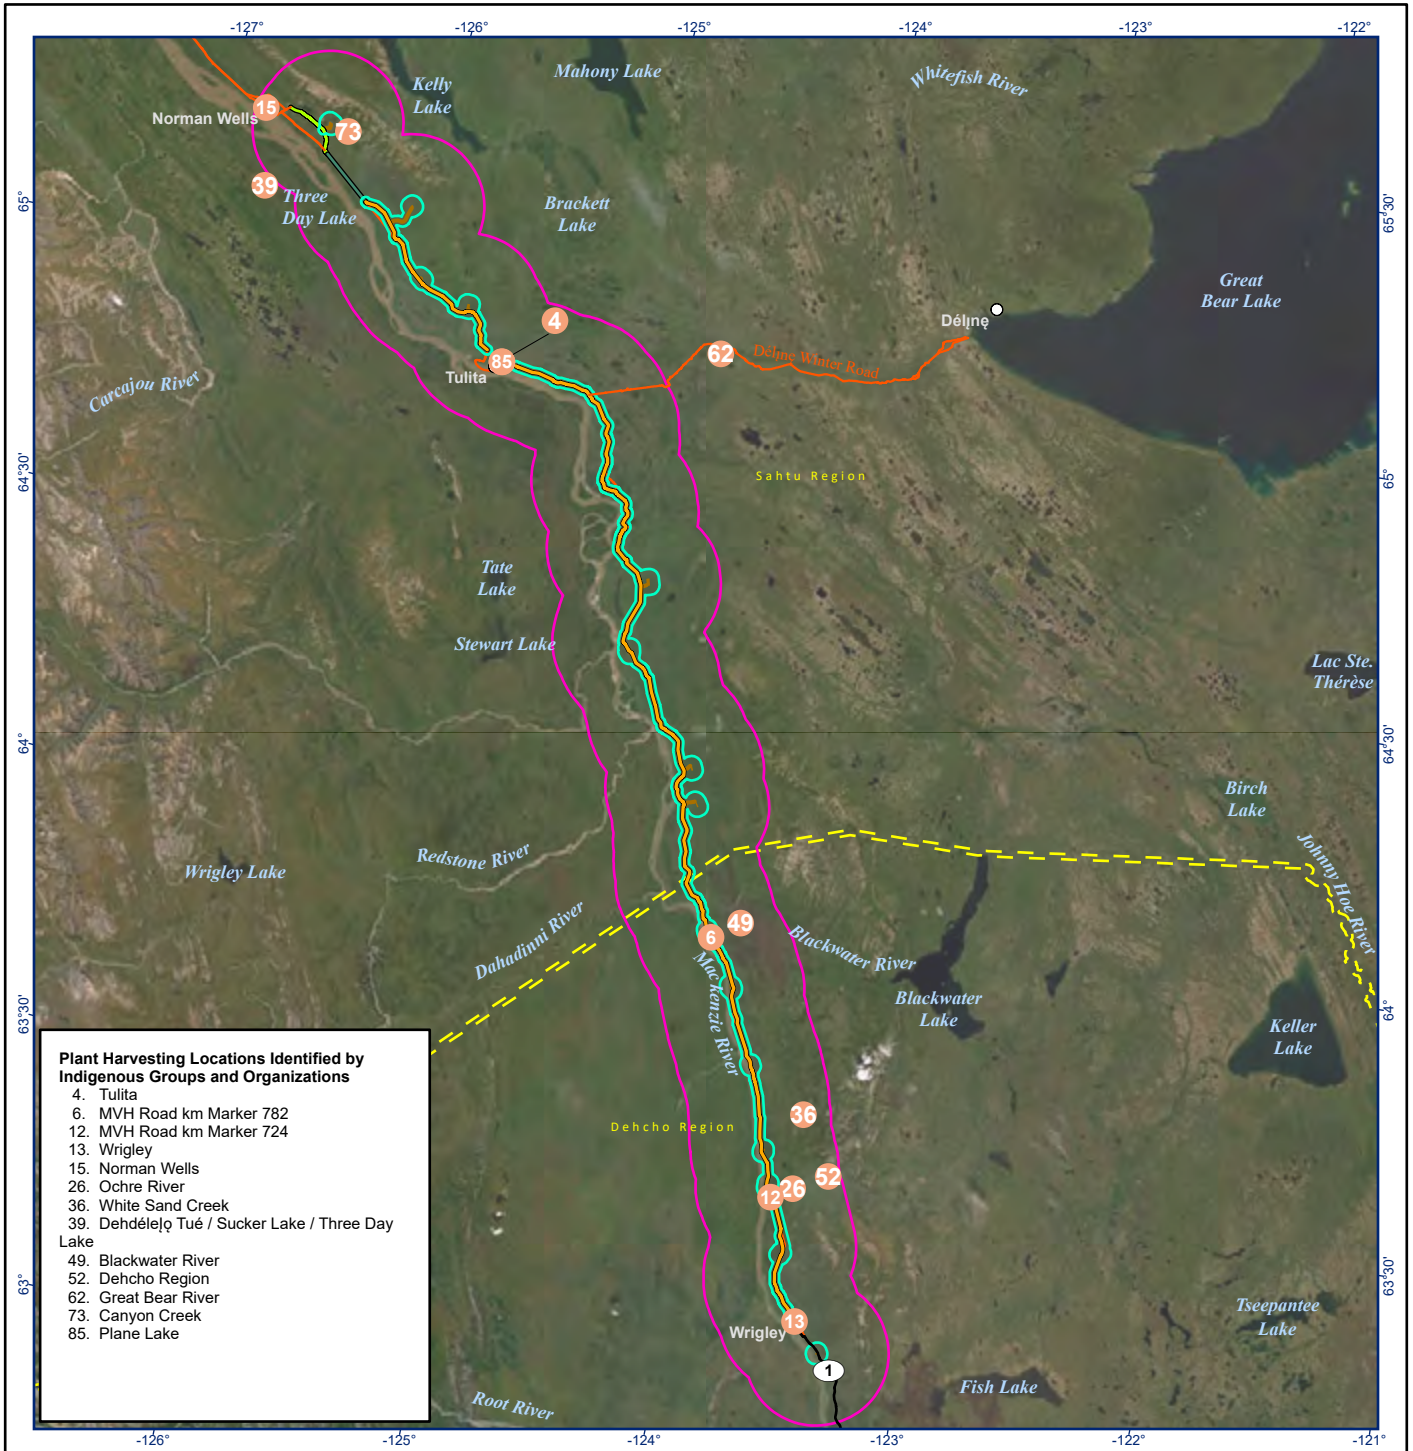 -127°
-126°
-125°
-124°
-123°
-122°
Kelly
Lake
Mahony Lake
Whitefish River
15
Norman Wells
73
39
Three
Day Lake
Brackett
Lake
65°
65°30'
Great
Bear Lake
4
Délı̨nę
62
Délı̨ne Winter Road
85
Tulita
Carcajou River
64°30'
65°
Sahtu Region
Tate
Lake
Stewart Lake
Lac Ste.
Thérèse
64°
64°30'
Birch
Lake
Johnny Hoe River
Redstone River
Wrigley Lake
Dahadinni River
49
6
Blackwater River
Mackenzie River
Blackwater
Lake
63°30'
64°
Keller
Lake
36
Dehcho Region
52
26
12
63°
63°30'
Tseepantee
Lake
13
Wrigley
1
Fish Lake
Root River
Plant Harvesting Locations Identified by
Indigenous Groups and Organizations
4. Tulita
6. MVH Road km Marker 782
12. MVH Road km Marker 724
13. Wrigley
15. Norman Wells
26. Ochre River
36. White Sand Creek
39. Dehdélelǫ Tué / Sucker Lake / Three Day
Lake
49. Blackwater River
52. Dehcho Region
62. Great Bear River
73. Canyon Creek
85. Plane Lake
-126°
-125°
-124°
-123°
-122°
-121°